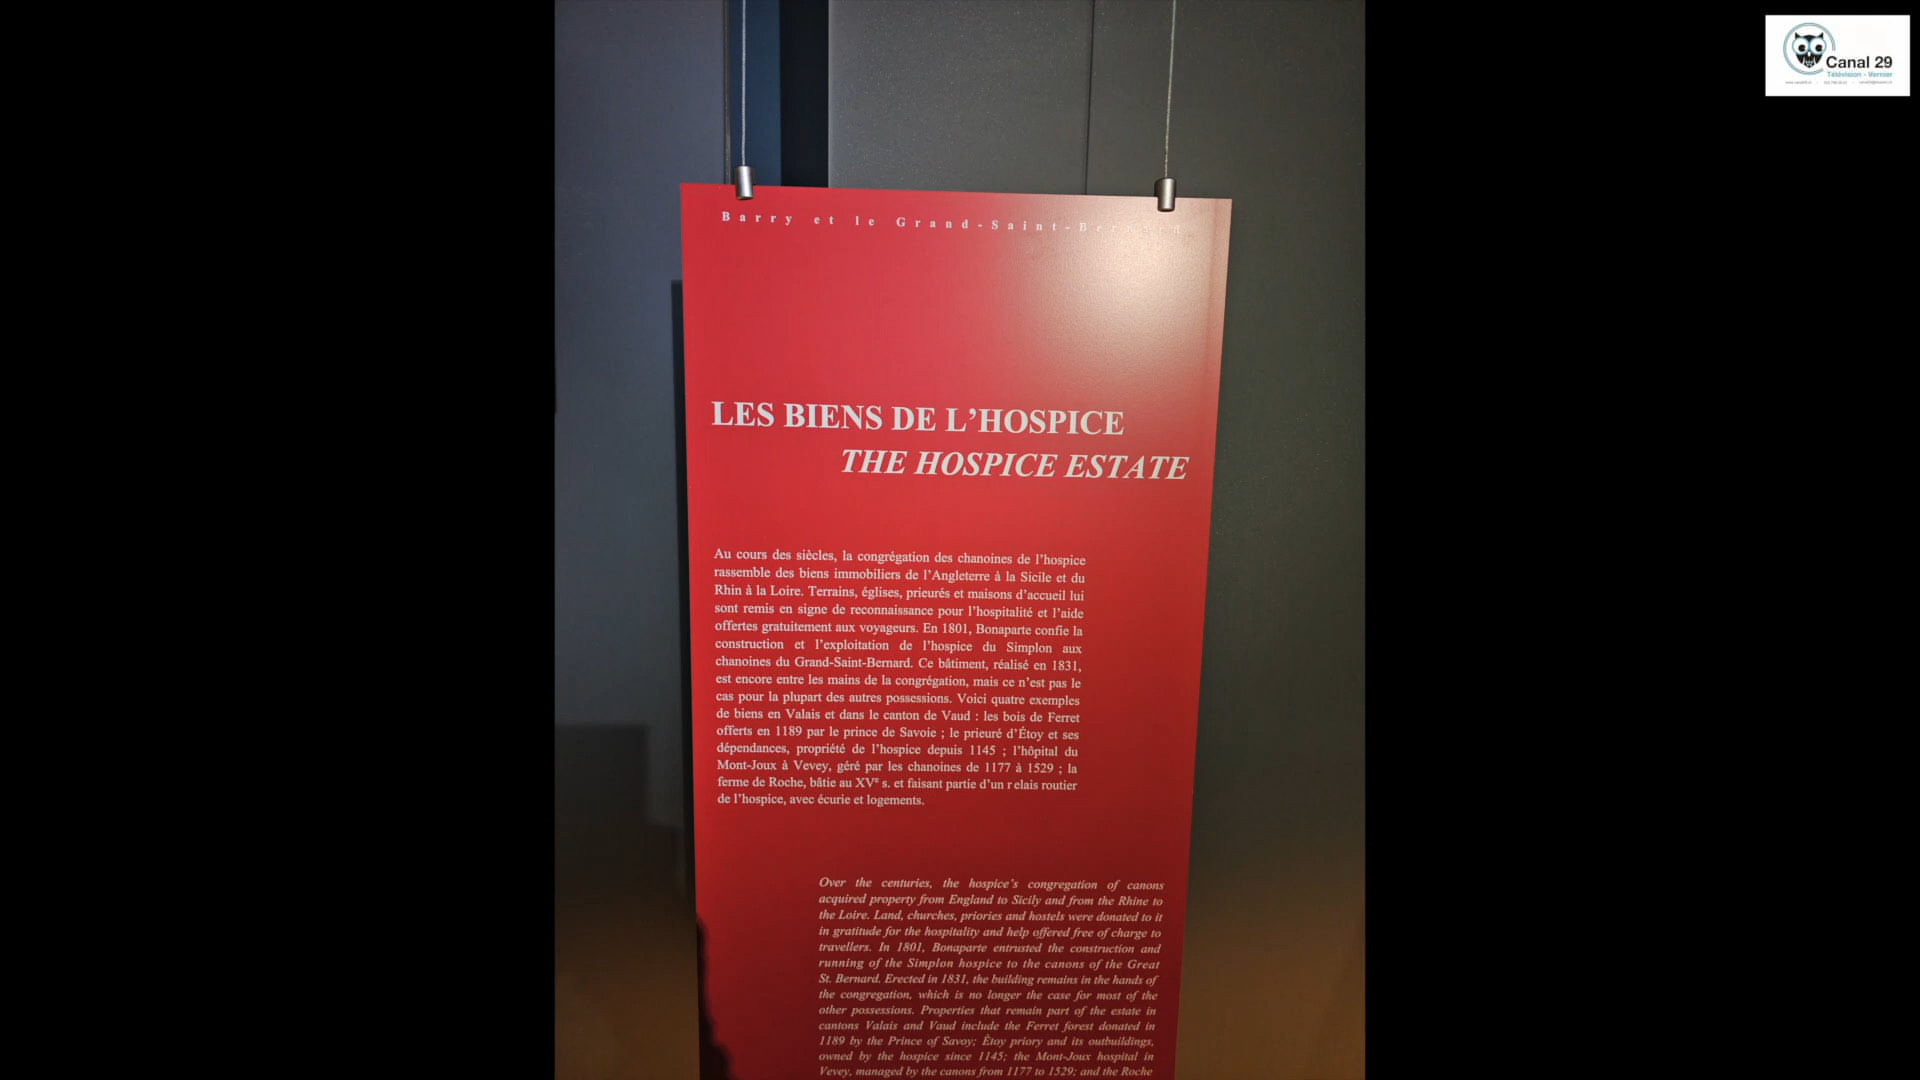 Canal 29
Télévision - Vernier
Barry et le Grand-Saint-Bernard
LES BIENS DE L’HOSPICE
THE HOSPICE ESTATE
Au cours des siècles, la congrégation des chanoines de l’hospice
rassemble des biens immobiliers de l’Angleterre à la Sicile et du
Rhin à la Loire. Terrains, églises, prieurés et maisons d’accueil lui
sont remis en signe de reconnaissance pour l’hospitalité et l’aide
offertes gratuitement aux voyageurs. En 1801, Bonaparte confie la
construction et l’exploitation de l’hospice du Simplon aux
chanoines du Grand-Saint-Bernard. Ce bâtiment, réalisé en 1831,
est encore entre les mains de la congrégation, mais ce n’est pas le
cas pour la plupart des autres possessions. Voici quatre exemples
de biens en Valais et dans le canton de Vaud : les bois de Ferret
offerts en 1189 par le prince de Savoie ; le prieuré d’Étoy et ses
dépendances, propriété de l’hospice depuis 1145 ; l’hôpital du
Mont-Joux à Vevey, géré par les chanoines de 1177 à 1529 ; la
ferme de Roche, bâtie au XVe s. et faisant partie d’un r elais routier
de l’hospice, avec écurie et logements.
Over the centuries, the hospice’s congregation of canons
acquired property from England to Sicily and from the Rhine to
the Loire. Land, churches, priories and hostels were donated to it
in gratitude for the hospitality and help offered free of charge to
travellers. In 1801, Bonaparte entrusted the construction and
running of the Simplon hospice to the canons of the Great
St. Bernard. Erected in 1831, the building remains in the hands of
the congregation, which is no longer the case for most of the
other possessions. Properties that remain part of the estate in
cantons Valais and Vaud include the Ferret forest donated in
1189 by the Prince of Savoy; Étoy priory and its outbuildings,
owned by the hospice since 1145; the Mont-Joux hospital in
Vevey, managed by the canons from 1177 to 1529; and the Roche